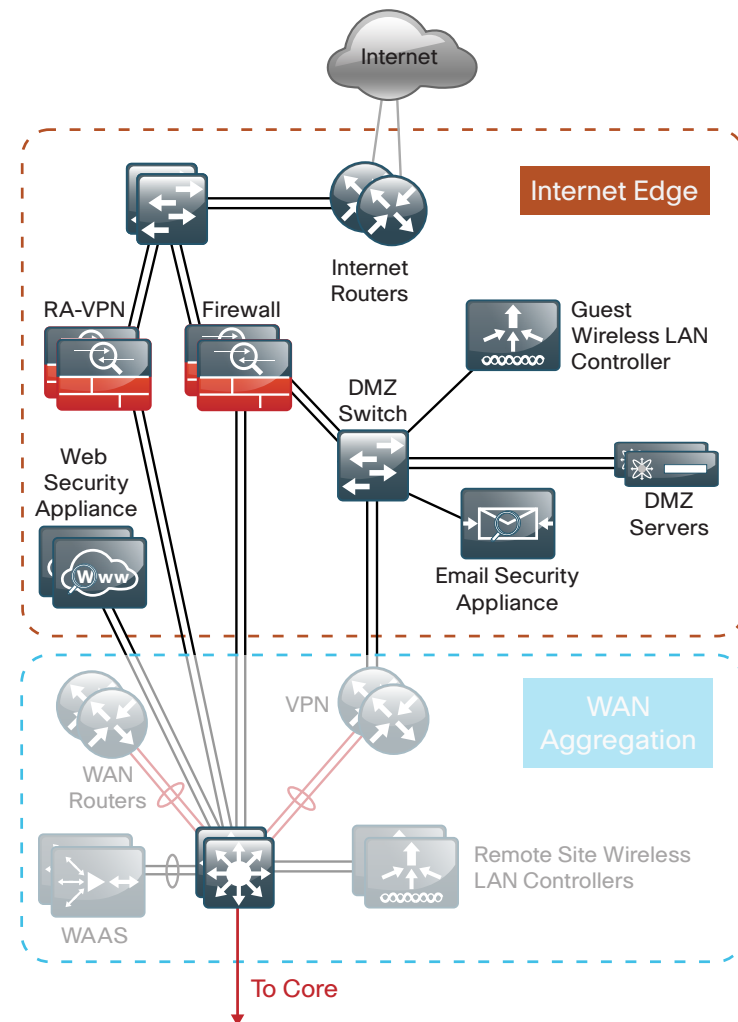 Internet
Internet Edge
Internet
Routers
RA-VPN
Firewall
Guest
Wireless LAN
Controller
DMZ
Switch
Web
Security
Appliance
Www
DMZ
Servers
Email Security
Appliance
VPN
WAN
Aggregation
WAN
Routers
Remote Site Wireless
LAN Controllers
WAAS
To Core